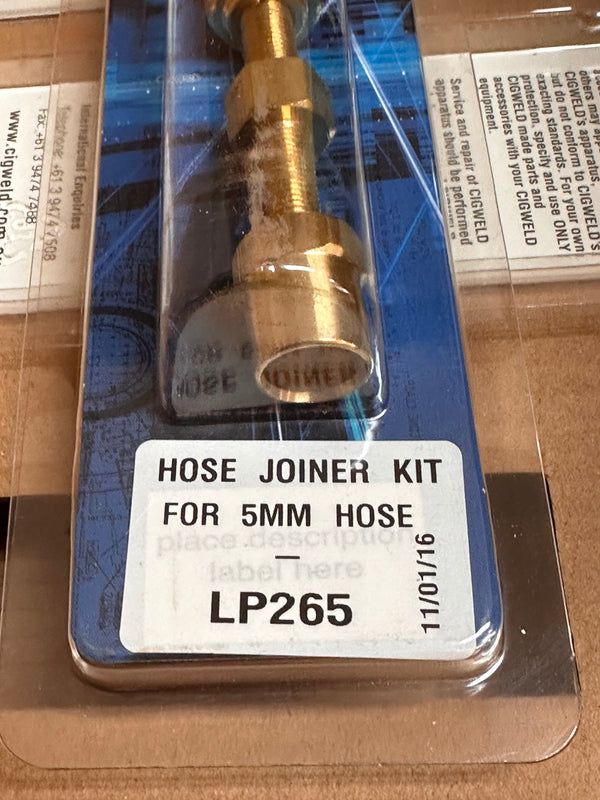 HOSE JOINER KIT
FOR 5MM HOSE
place description
–
label here
LP265
11/01/16
International Enquiries
Telephone: +61 3 9474 7508
Fax: +61 3 9474 7488
www.cigweld.com
Service and repair of CIGWELD
apparatus should be performed
others may
CIGWELD's apparatus,
but do not conform to CIGWELD's
exacting standards. For your own
protection, specify and use ONLY
CIGWELD made parts and
accessories with your CIGWELD
equipment.
HOSE JOINER